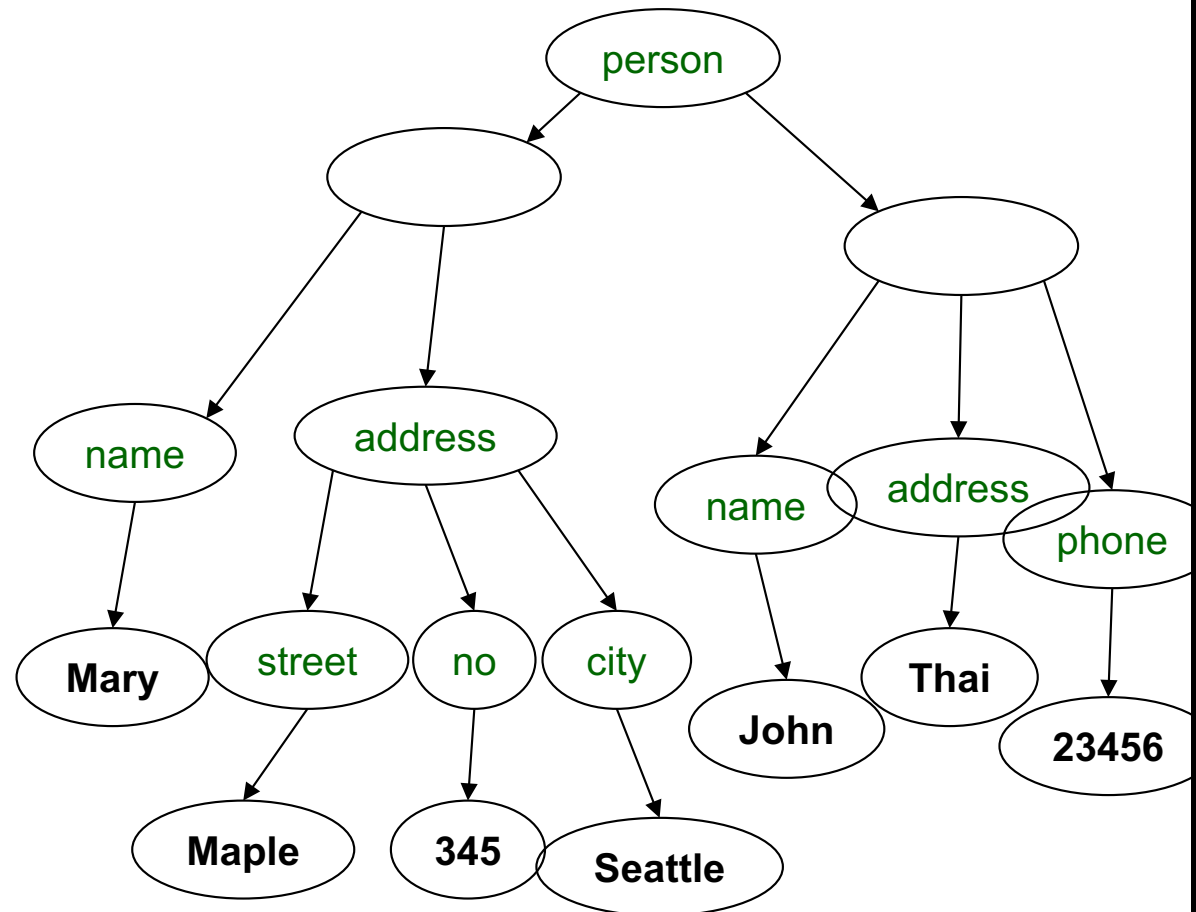 person
name
address
name
address
phone
Mary
street
no
city
John
Thai
23456
Maple
345
Seattle